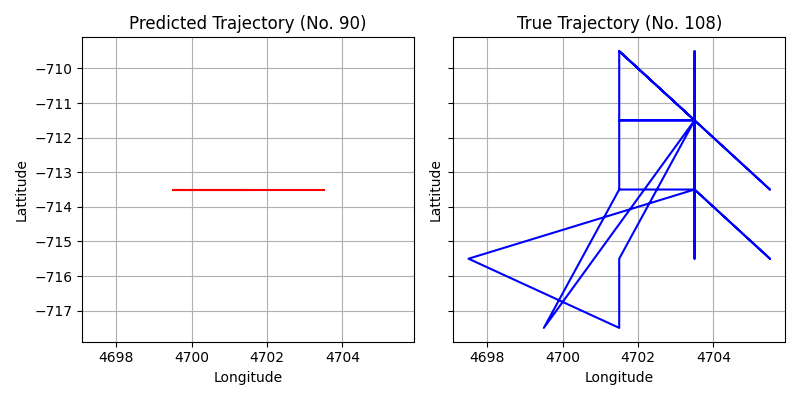 Predicted Trajectory (No. 90)
True Trajectory (No. 108)
−710
−711
−712
−713
−714
−715
−716
−717
Lattitude
Lattitude
4698
4700
4702
4704
4698
4700
4702
4704
Longitude
Longitude